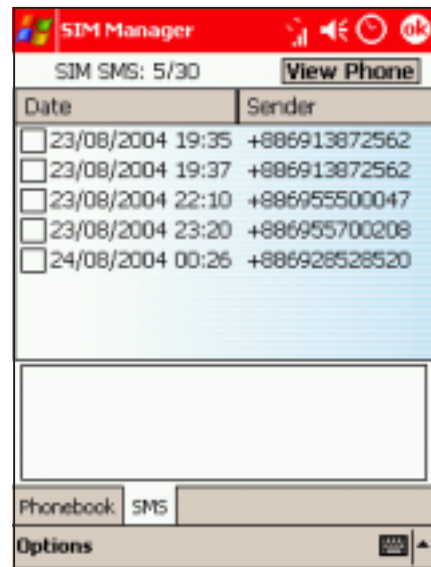 SIM Manager ok
SIM SMS: 5/30 View Phone
Date Sender
23/08/2004 19:35 +886913872562
23/08/2004 19:37 +886913872562
23/08/2004 22:10 +886955500047
23/08/2004 23:20 +886955700208
24/08/2004 00:26 +886928528520
Phonebook SMS
Options